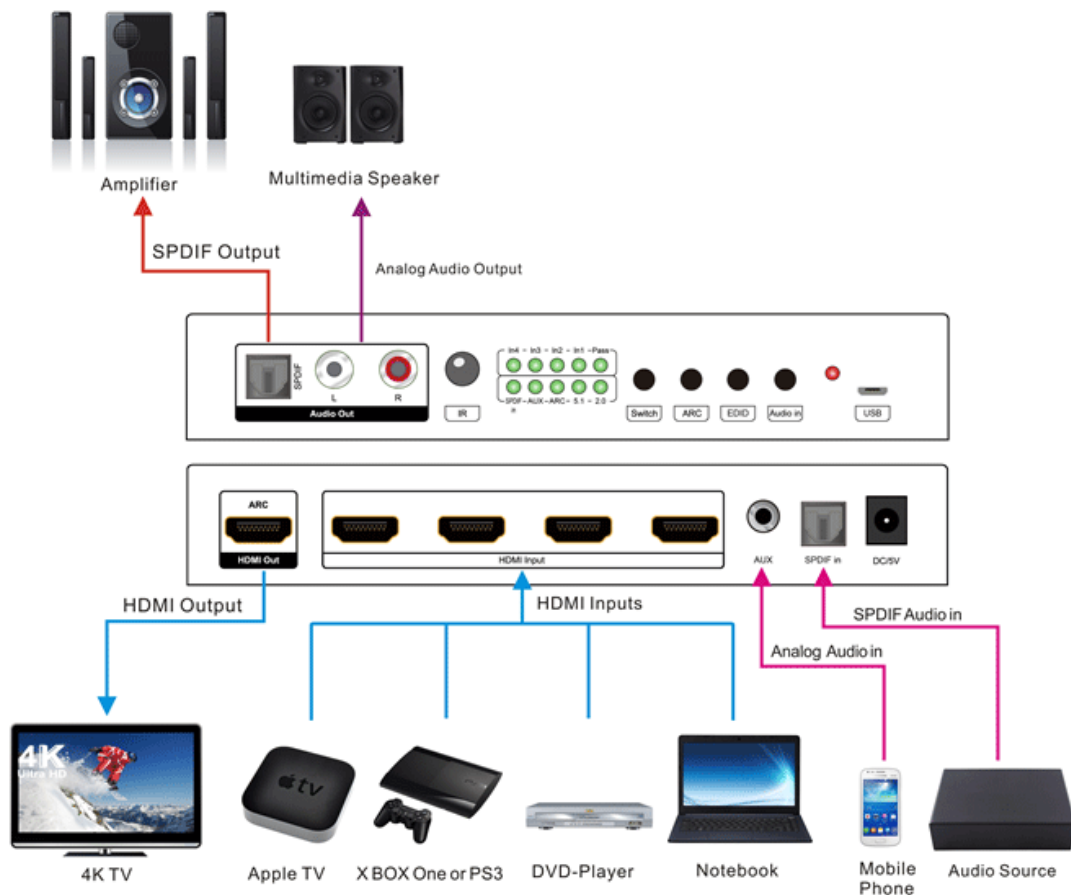 Amplifier
Multimedia Speaker
SPDIF Output
Analog Audio Output
In4 - In3 - In2 - In1 - Pass
SPDIF
L
R
SPDIF - AUX - ARC - 5.1 - 2.0
in
Audio Out
IR
Switch
ARC
EDID
Audio in
USB
ARC
HDMI Out
HDMI Input
AUX
SPDIF in
DC/5V
HDMI Output
HDMI Inputs
SPDIF Audio in
Analog Audio in
4K
Ultra HD
tv
4K TV
Apple TV
X BOX One or PS3
DVD-Player
Notebook
Mobile
Phone
Audio Source